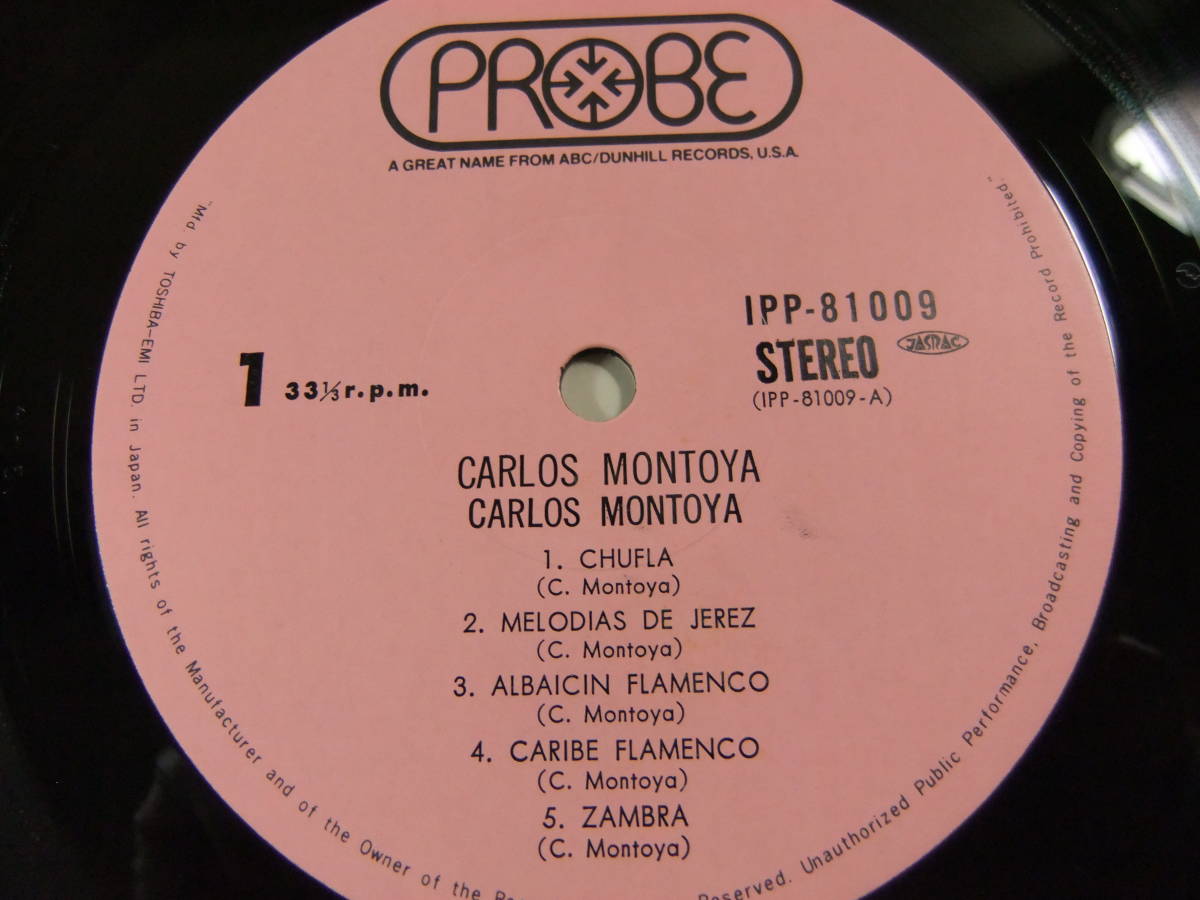 PROBE
A GREAT NAME FROM ABC/DUNHILL RECORDS, U.S.A.
IPP-81009
STEREO JASRAC
(IPP-81009-A)
1 33⅓ r.p.m.
CARLOS MONTOYA
CARLOS MONTOYA
1. CHUFLA
(C. Montoya)
2. MELODIAS DE JEREZ
(C. Montoya)
3. ALBAICIN FLAMENCO
(C. Montoya)
4. CARIBE FLAMENCO
(C. Montoya)
5. ZAMBRA
(C. Montoya)
"Mfd. by TOSHIBA-EMI LTD. in Japan. All rights of the Manufacturer and of the Owner of the Reserved. Unauthorized Public Performance, Broadcasting and Copying of the Record Prohibited."